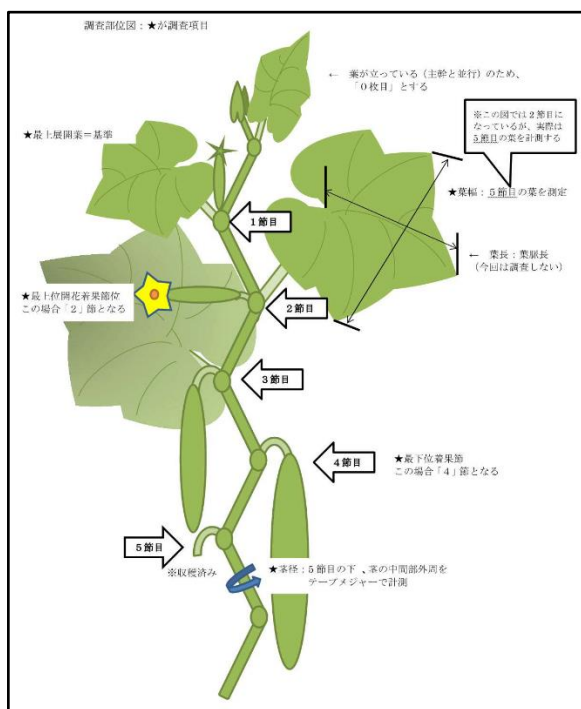 調査部位図：★が調査項目
← 葉が立っている（主幹と並行）のため、
「０枚目」とする
★最上展開葉＝基準
※この図では２節目に
なっているが、実際は
５節目の葉を計測する
★葉幅：５節目の葉を測定
１節目
← 葉長：葉脈長
（今回は調査しない）
★最上位開花着果節位
この場合「２」節となる
２節目
３節目
４節目
★最下位着果節
この場合「４」節となる
５節目
※収穫済み
★茎径：５節目の下、茎の中間部外周を
テープメジャーで計測